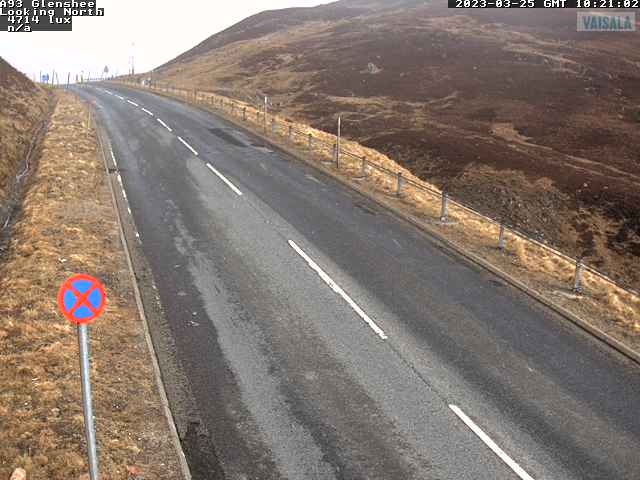 A93 Glenshee
Looking North
4714 lux
n/a
2023-03-25 GMT 10:21:02
VAISALA